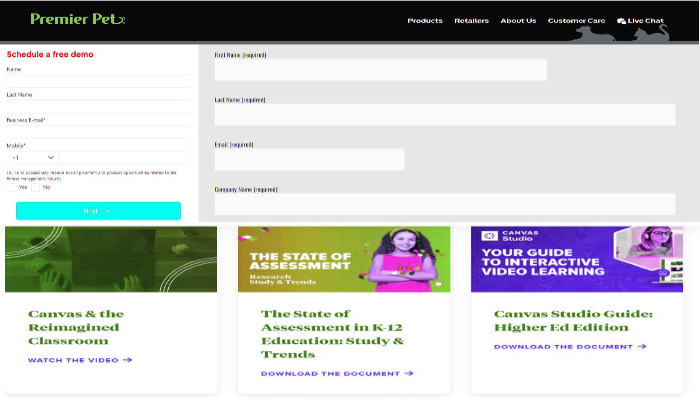 Premier Pet
Products Retailers About Us Customer Care Live Chat
Schedule a free demo
Name
Last Name
Business E-mail*
Mobile*
+1
Yes No
Next →
First Name (required)
Last Name (required)
Email (required)
Company Name (required)
Canvas & the
Reimagined
Classroom
WATCH THE VIDEO →
THE STATE OF
ASSESSMENT
Research
Study & Trends
The State of
Assessment in K-12
Education: Study &
Trends
DOWNLOAD THE DOCUMENT →
CANVAS
Studio
YOUR GUIDE
TO INTERACTIVE
VIDEO LEARNING
Canvas Studio Guide:
Higher Ed Edition
DOWNLOAD THE DOCUMENT →